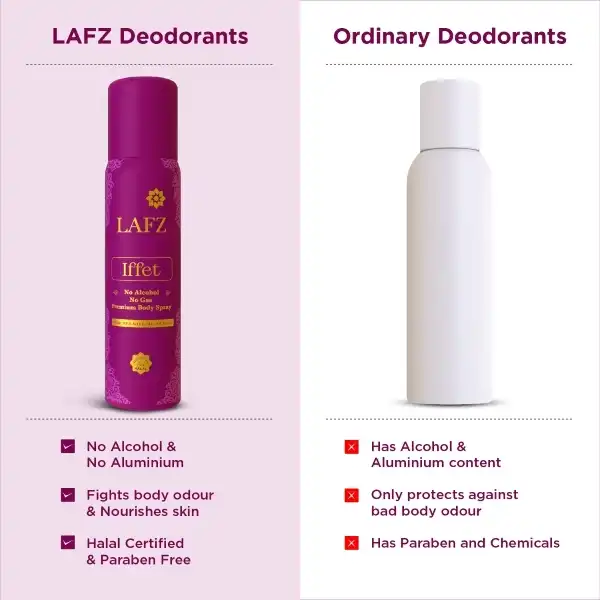 LAFZ Deodorants
LAFZ
Iffet
No Alcohol
No Gas
Premium Body Spray
No Alcohol &
No Aluminium
Fights body odour
& Nourishes skin
Halal Certified
& Paraben Free
Ordinary Deodorants
Has Alcohol &
Aluminium content
Only protects against
bad body odour
Has Paraben and Chemicals